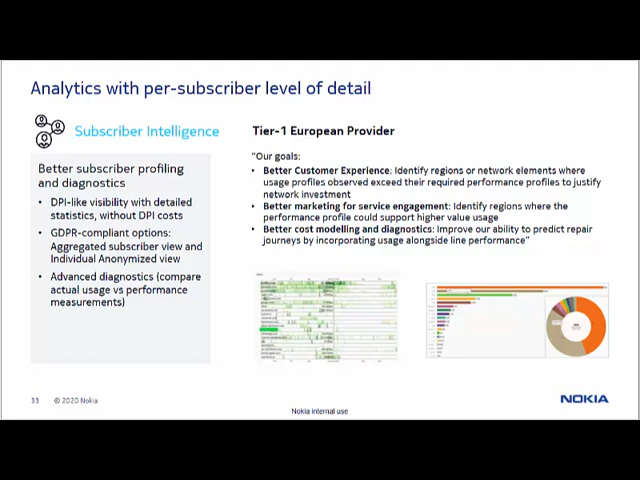 Analytics with per-subscriber level of detail
Subscriber Intelligence
Better subscriber profiling
and diagnostics
• DPI-like visibility with detailed
statistics, without DPI costs
• GDPR-compliant options:
Aggregated subscriber view and
Individual Anonymized view
• Advanced diagnostics (compare
actual usage vs performance
measurements)
Tier-1 European Provider
"Our goals:
• Better Customer Experience: Identify regions or network elements where
usage profiles observed exceed their required performance profiles to justify
network investment
• Better marketing for service engagement: Identify regions where the
performance profile could support higher value usage
• Better cost modelling and diagnostics: Improve our ability to predict repair
journeys by incorporating usage alongside line performance"
33 © 2020 Nokia
Nokia internal use
NOKIA